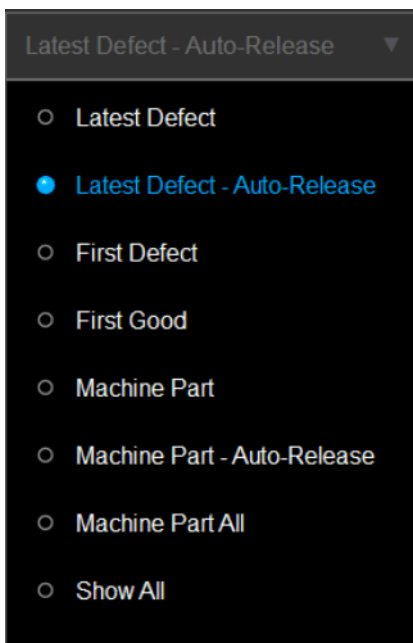 Latest Defect - Auto-Release
Latest Defect
Latest Defect - Auto-Release
First Defect
First Good
Machine Part
Machine Part - Auto-Release
Machine Part All
Show All